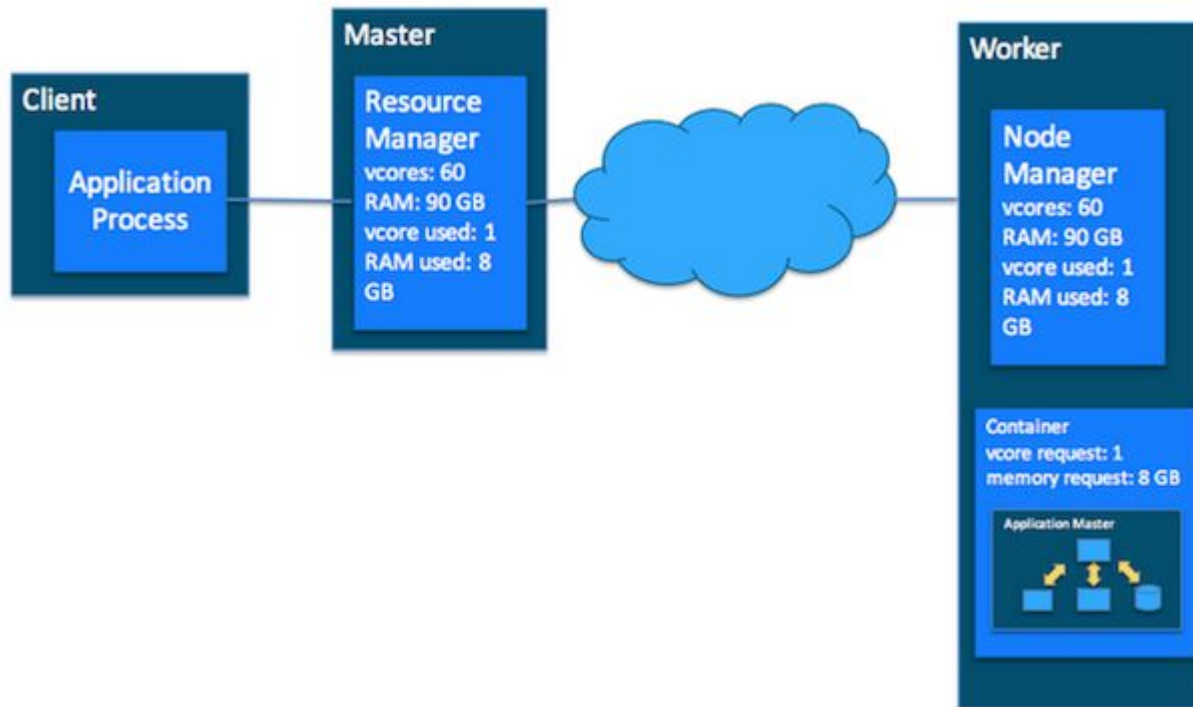 Client
Application
Process
Master
Resource
Manager
vcores: 60
RAM: 90 GB
vcore used: 1
RAM used: 8
GB
Worker
Node
Manager
vcores: 60
RAM: 90 GB
vcore used: 1
RAM used: 8
GB
Container
vcore request: 1
memory request: 8 GB
Application Master